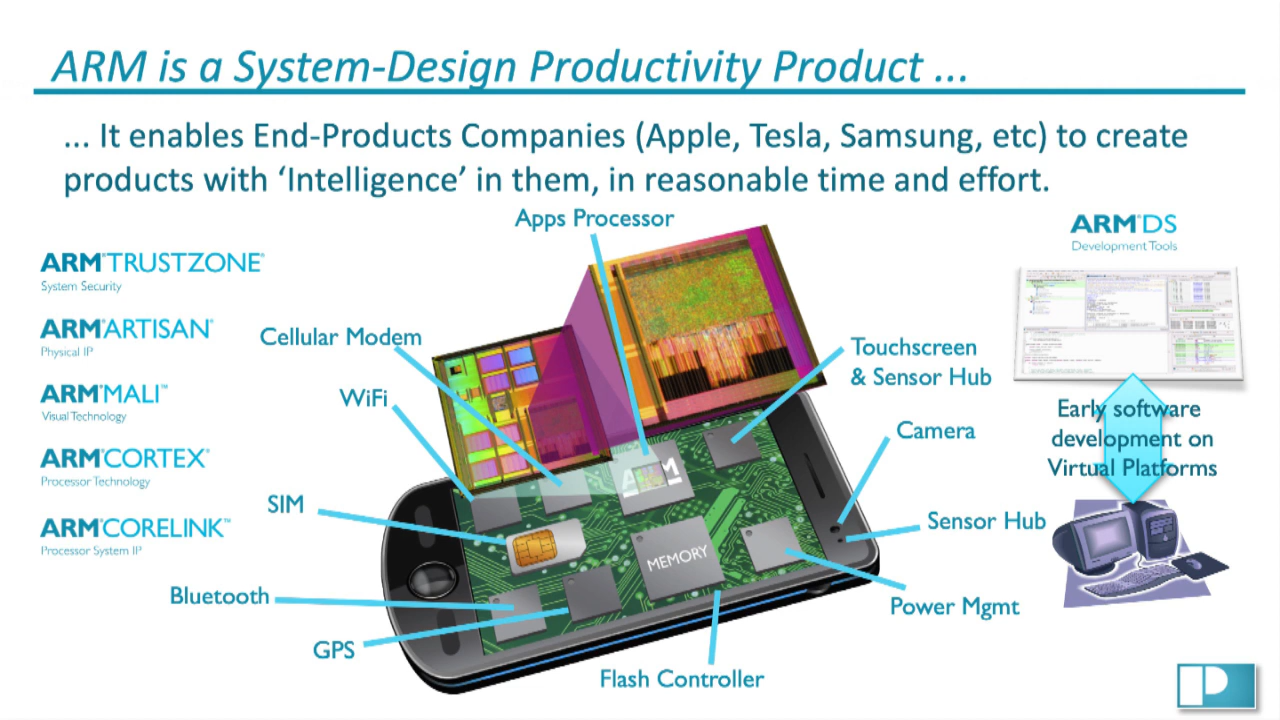 ARM is a System-Design Productivity Product ...
... It enables End-Products Companies (Apple, Tesla, Samsung, etc) to create
products with ‘Intelligence’ in them, in reasonable time and effort.
Apps Processor
ARM®TRUSTZONE®
System Security
ARM®ARTISAN®
Physical IP
ARM®MALI™
Visual Technology
ARM®CORTEX®
Processor Technology
ARM®CORELINK™
Processor System IP
Cellular Modem
WiFi
SIM
Bluetooth
GPS
ARM
MEMORY
Flash Controller
Touchscreen
& Sensor Hub
Camera
Sensor Hub
Power Mgmt
ARM®DS
Development Tools
Early software
development on
Virtual Platforms
P